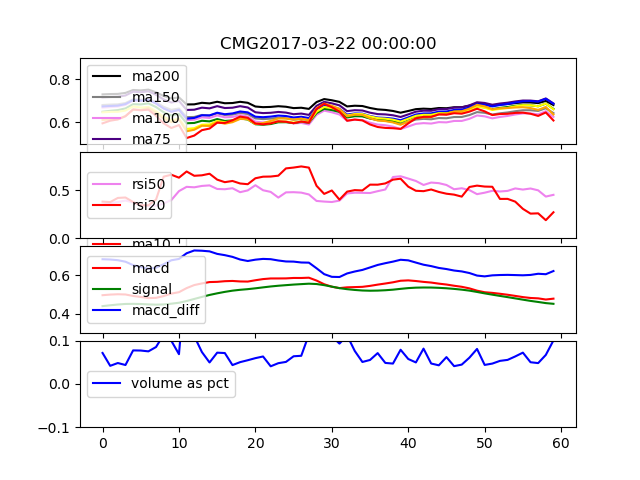 CMG2017-03-22 00:00:00
0.8
0.6
ma200
ma150
ma100
ma75
0.5
0.0
rsi50
rsi20
ma10
0.6
0.4
macd
signal
macd_diff
0.1
0.0
−0.1
volume as pct
0 10 20 30 40 50 60